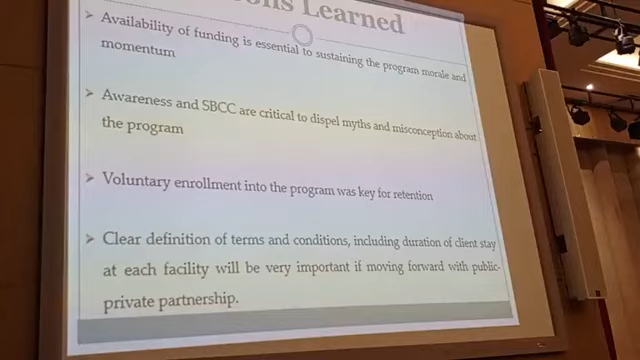 Learned
➤ Availability of funding is essential to sustaining the program morale and
momentum
➤ Awareness and SBCC are critical to dispel myths and misconception about
the program
➤ Voluntary enrollment into the program was key for retention
➤ Clear definition of terms and conditions, including duration of client stay
at each facility will be very important if moving forward with public-
private partnership.